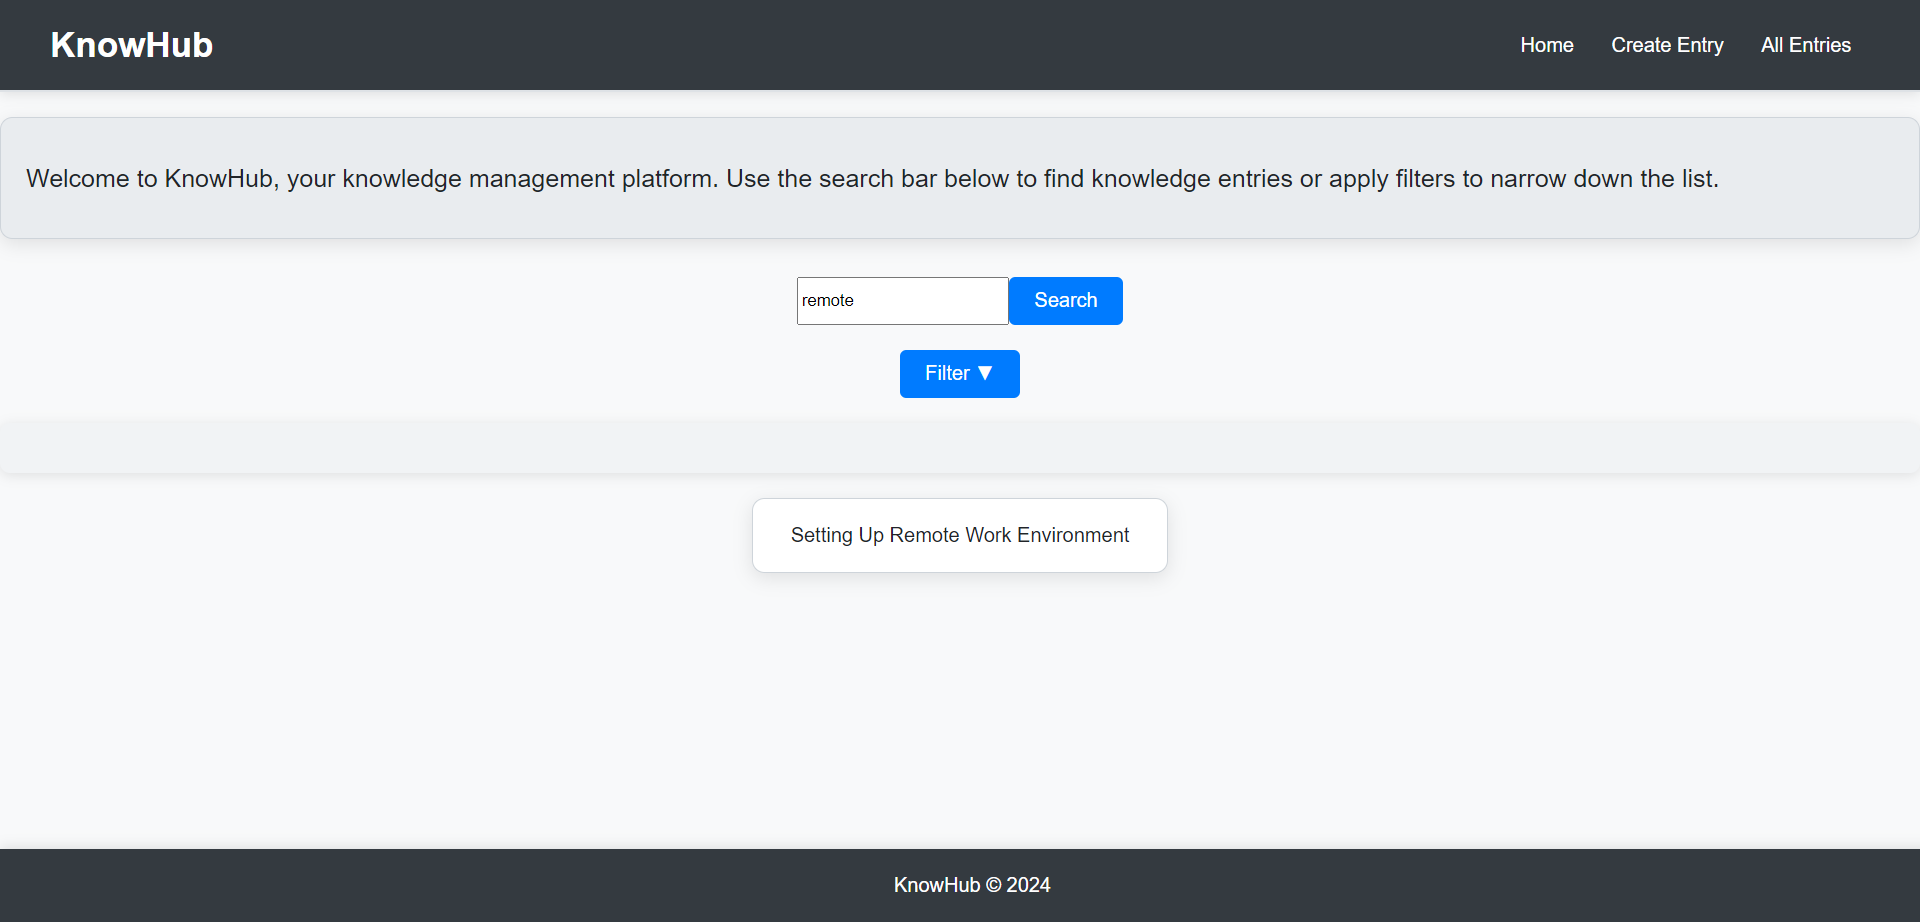 KnowHub
Home
Create Entry
All Entries
Welcome to KnowHub, your knowledge management platform. Use the search bar below to find knowledge entries or apply filters to narrow down the list.
remote
Search
Filter ▼
Setting Up Remote Work Environment
KnowHub © 2024